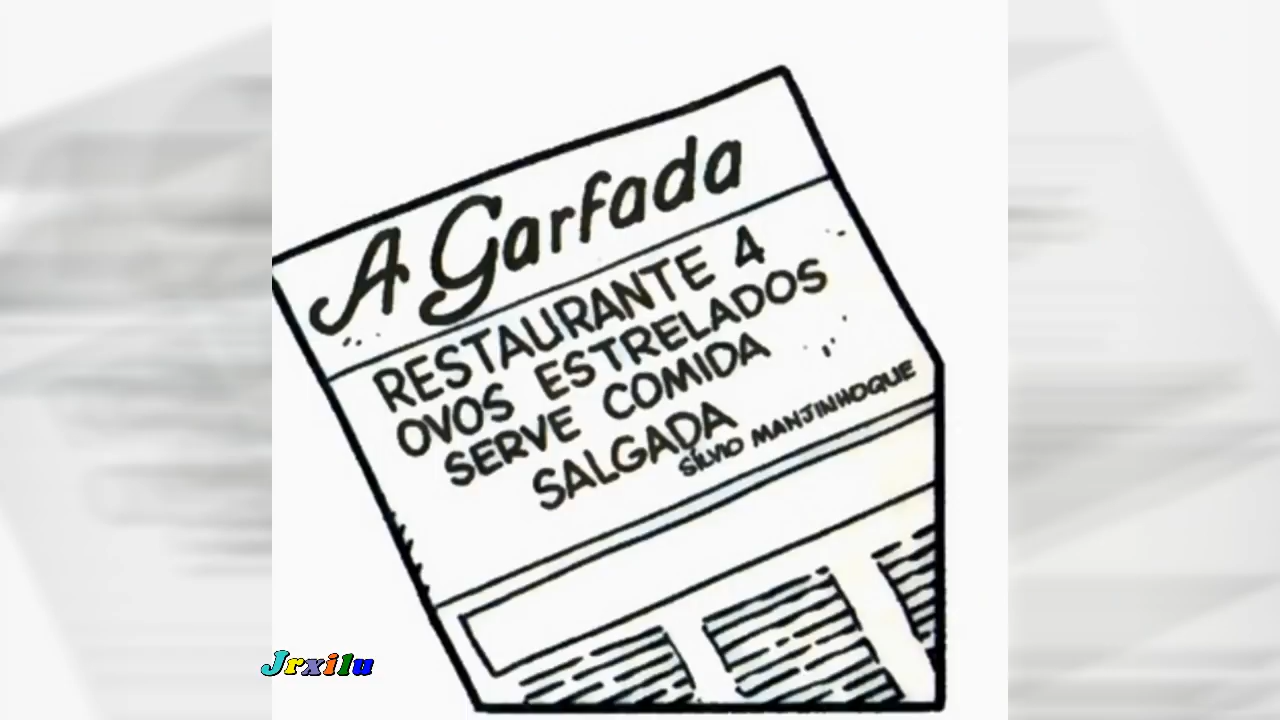 A Garfada
RESTAURANTE 4
OVOS ESTRELADOS
SERVE COMIDA
SALGADA
SÍLVIO MANJINHOQUE
Jrxilu